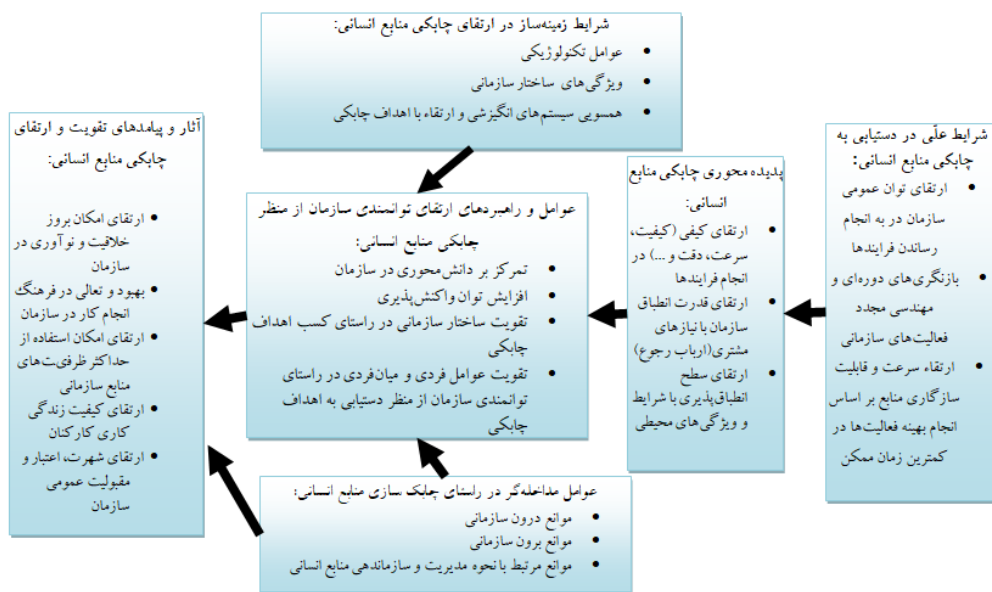 شرایط زمینه‌ساز در ارتقای چابکی منابع انسانی:
• عوامل تکنولوژیکی
• ویژگی‌های ساختار سازمانی
• همسویی سیستم‌های انگیزشی و ارتقاء با اهداف چابکی
شرایط علّی در دستیابی به
چابکی منابع انسانی:
• ارتقای توان عمومی
سازمان در به انجام
رساندن فرایندها
• بازنگری‌های دوره‌ای و
مهندسی مجدد
فعالیت‌های سازمانی
• ارتقاء سرعت و قابلیت
سازگاری منابع بر اساس
انجام بهینه فعالیت‌ها در
کمترین زمان ممکن
پدیده محوری چابکی منابع
انسانی:
• ارتقای کیفی (کیفیت،
سرعت، دقت و ...) در
انجام فرایندها
• ارتقای قدرت انطباق
سازمان با نیازهای
مشتری(ارباب رجوع)
• ارتقای سطح
انطباق‌پذیری با شرایط
و ویژگی‌های محیطی
عوامل و راهبردهای ارتقای توانمندی سازمان از منظر
چابکی منابع انسانی:
• تمرکز بر دانش‌محوری در سازمان
• افزایش توان واکنش‌پذیری
• تقویت ساختار سازمانی در راستای کسب اهداف
چابکی
• تقویت عوامل فردی و میان‌فردی در راستای
توانمندی سازمان از منظر دستیابی به اهداف
چابکی
عوامل مداخله‌گر در راستای چابک سازی منابع انسانی:
• موانع درون سازمانی
• موانع برون سازمانی
• موانع مرتبط با نحوه مدیریت و سازماندهی منابع انسانی
آثار و پیامدهای تقویت و ارتقای
چابکی منابع انسانی:
• ارتقای امکان بروز
خلاقیت و نوآوری در
سازمان
• بهبود و تعالی در فرهنگ
انجام کار در سازمان
• ارتقای امکان استفاده از
حداکثر ظرفیت‌های
منابع سازمانی
• ارتقای کیفیت زندگی
کاری کارکنان
• ارتقای شهرت، اعتبار و
مقبولیت عمومی
سازمان